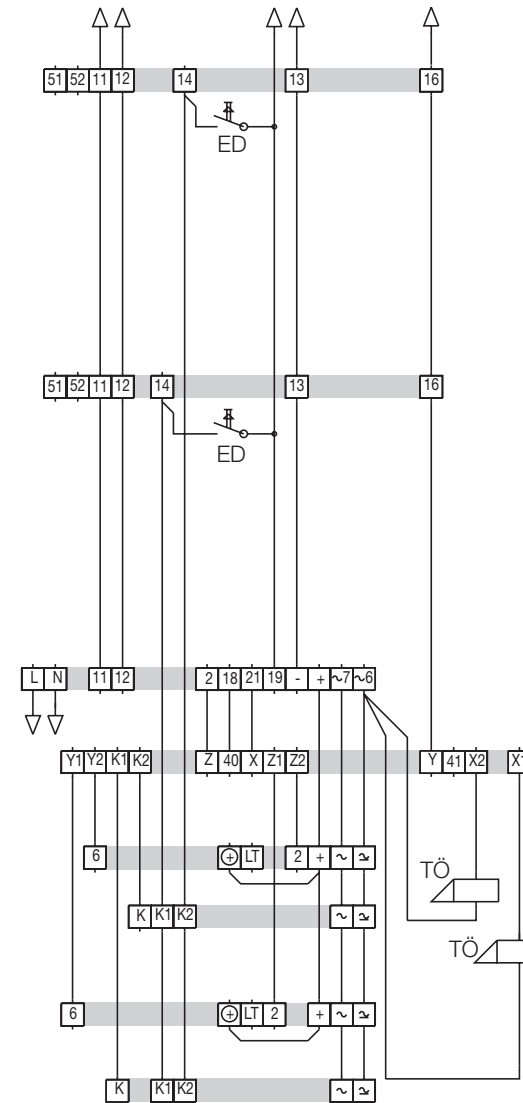 51 52 11 12 14 13 16
ED
51 52 11 12 14 13 16
ED
L N 11 12 2 18 21 19 - + ~7 ~6
Y1 Y2 K1 K2 Z 40 X Z1 Z2 Y 41 X2 X1
6 + LT 2 + ~ ~
TÖ
K K1 K2 ~ ~
TÖ
6 + LT 2 + ~ ~
K K1 K2 ~ ~